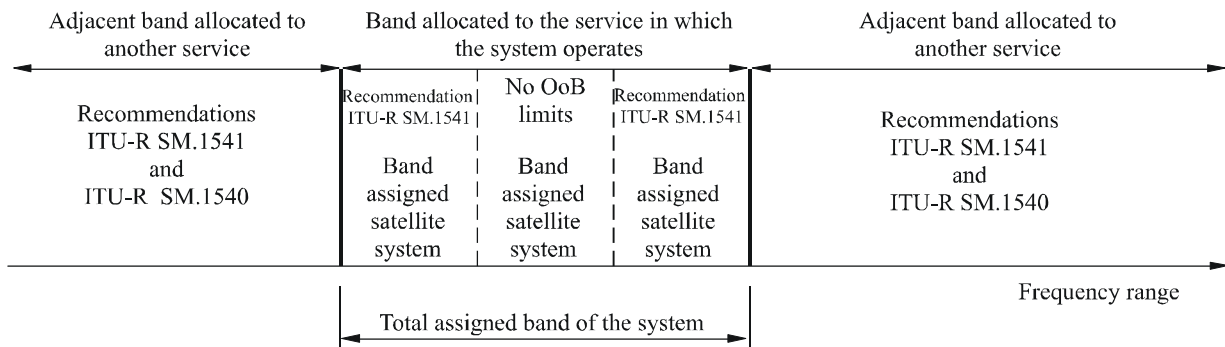 Adjacent band allocated to
another service
Band allocated to the service in which
the system operates
Adjacent band allocated to
another service
Recommendations
ITU-R SM.1541
and
ITU-R SM.1540
Recommendation
ITU-R SM.1541
Band
assigned
satellite
system
No OoB
limits
Band
assigned
satellite
system
Recommendation
ITU-R SM.1541
Band
assigned
satellite
system
Recommendations
ITU-R SM.1541
and
ITU-R SM.1540
Frequency range
Total assigned band of the system